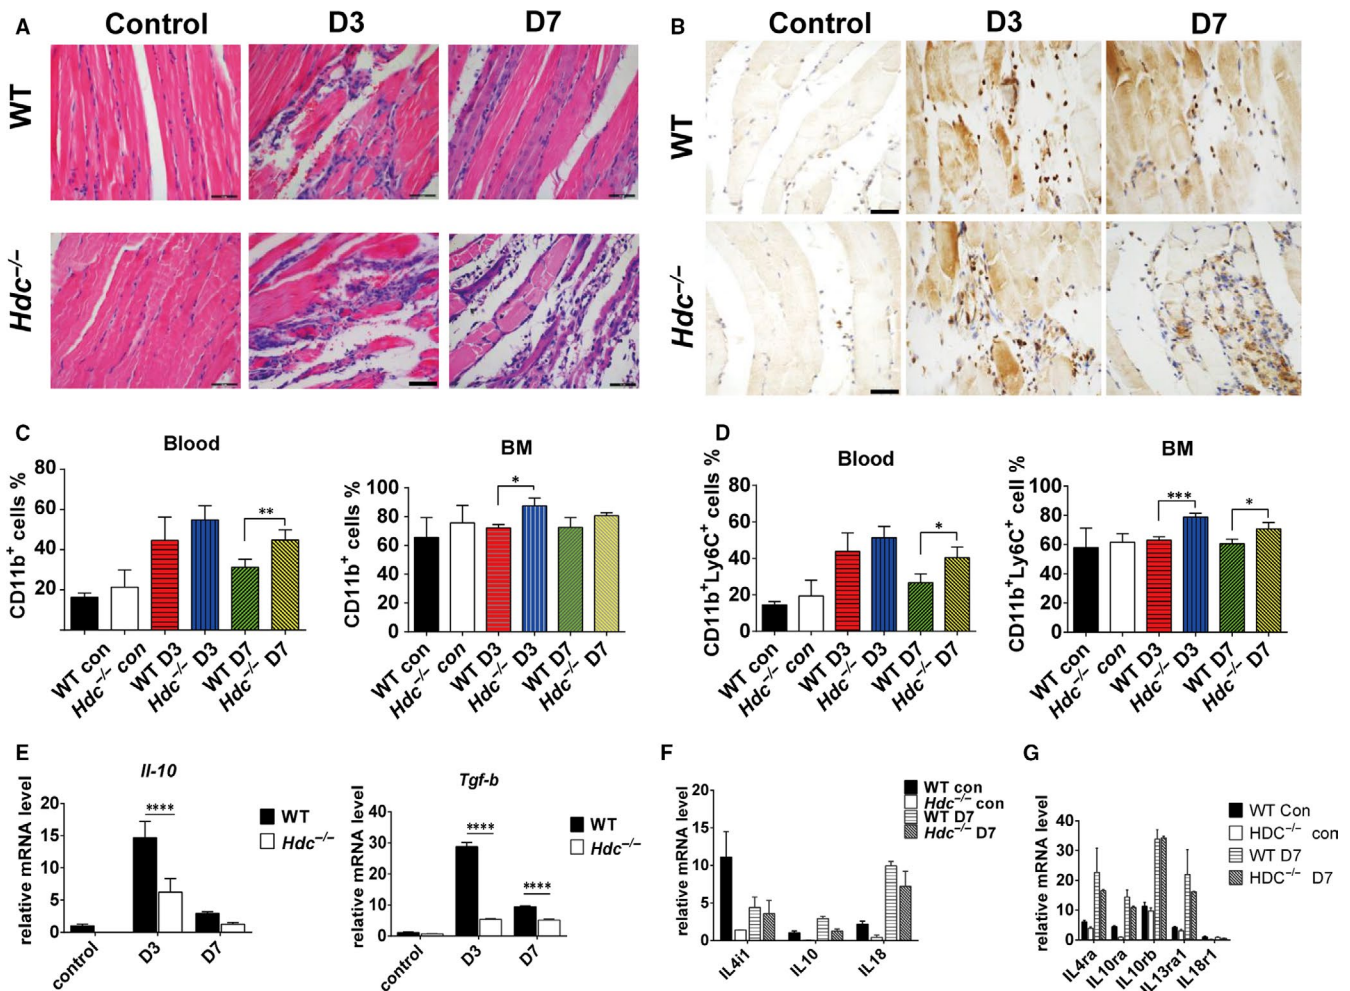 A
Control
D3
D7
WT
Hdc–/–
B
Control
D3
D7
WT
Hdc–/–
C
Blood
CD11b+ cells %
80
60
40
20
**
WT con
Hdc–/– con
WT D3
Hdc–/– D3
WT D7
Hdc–/– D7
BM
CD11b+ cells %
100
80
60
40
20
0
*
WT con
Hdc–/– con
WT D3
Hdc–/– D3
WT D7
Hdc–/– D7
D
Blood
CD11b+Ly6C+ cells %
80
60
40
20
0
*
WT con
Hdc–/– con
WT D3
Hdc–/– D3
WT D7
Hdc–/– D7
BM
CD11b+Ly6C+ cell %
100
80
60
40
20
0
***
*
WT con
Hdc–/– con
WT D3
Hdc–/– D3
WT D7
Hdc–/– D7
E
Il-10
relative mRNA level
20
15
10
5
0
****
control
D3
D7
WT
Hdc–/–
Tgf-b
relative mRNA level
40
30
20
10
0
****
****
control
D3
D7
WT
Hdc–/–
F
relative mRNA level
20
15
10
5
0
IL4i1
IL10
IL18
WT con
Hdc–/– con
WT D7
Hdc–/– D7
G
relative mRNA level
40
30
20
10
0
IL4ra
IL10ra
IL10rb
IL13ra1
IL18r1
WT Con
HDC–/– con
WT D7
HDC–/– D7